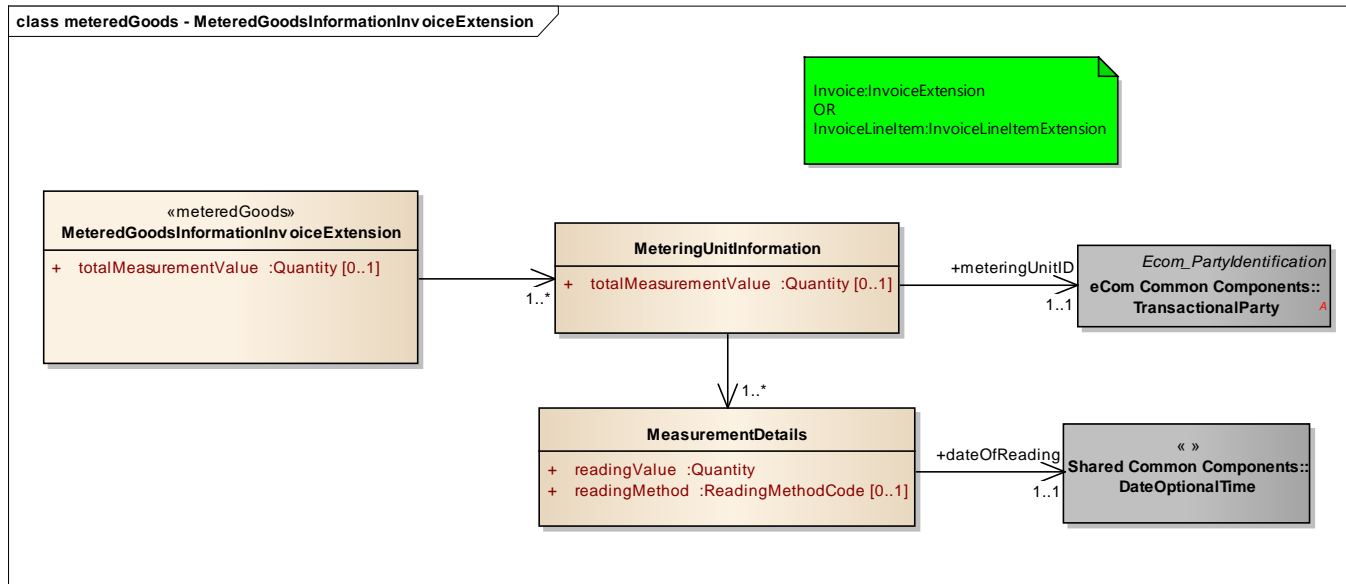 class meteredGoods - MeteredGoodsInformationInvoiceExtension
Invoice:InvoiceExtension
OR
InvoiceLineItem:InvoiceLineItemExtension
«meteredGoods»
MeteredGoodsInformationInvoiceExtension
+ totalMeasurementValue :Quantity [0..1]
1..*
MeteringUnitInformation
+ totalMeasurementValue :Quantity [0..1]
+meteringUnitID
1..1
Ecom_PartyIdentification
eCom Common Components::
TransactionalParty
A
1..*
MeasurementDetails
+ readingValue :Quantity
+ readingMethod :ReadingMethodCode [0..1]
+dateOfReading
1..1
« »
Shared Common Components::
DateOptionalTime